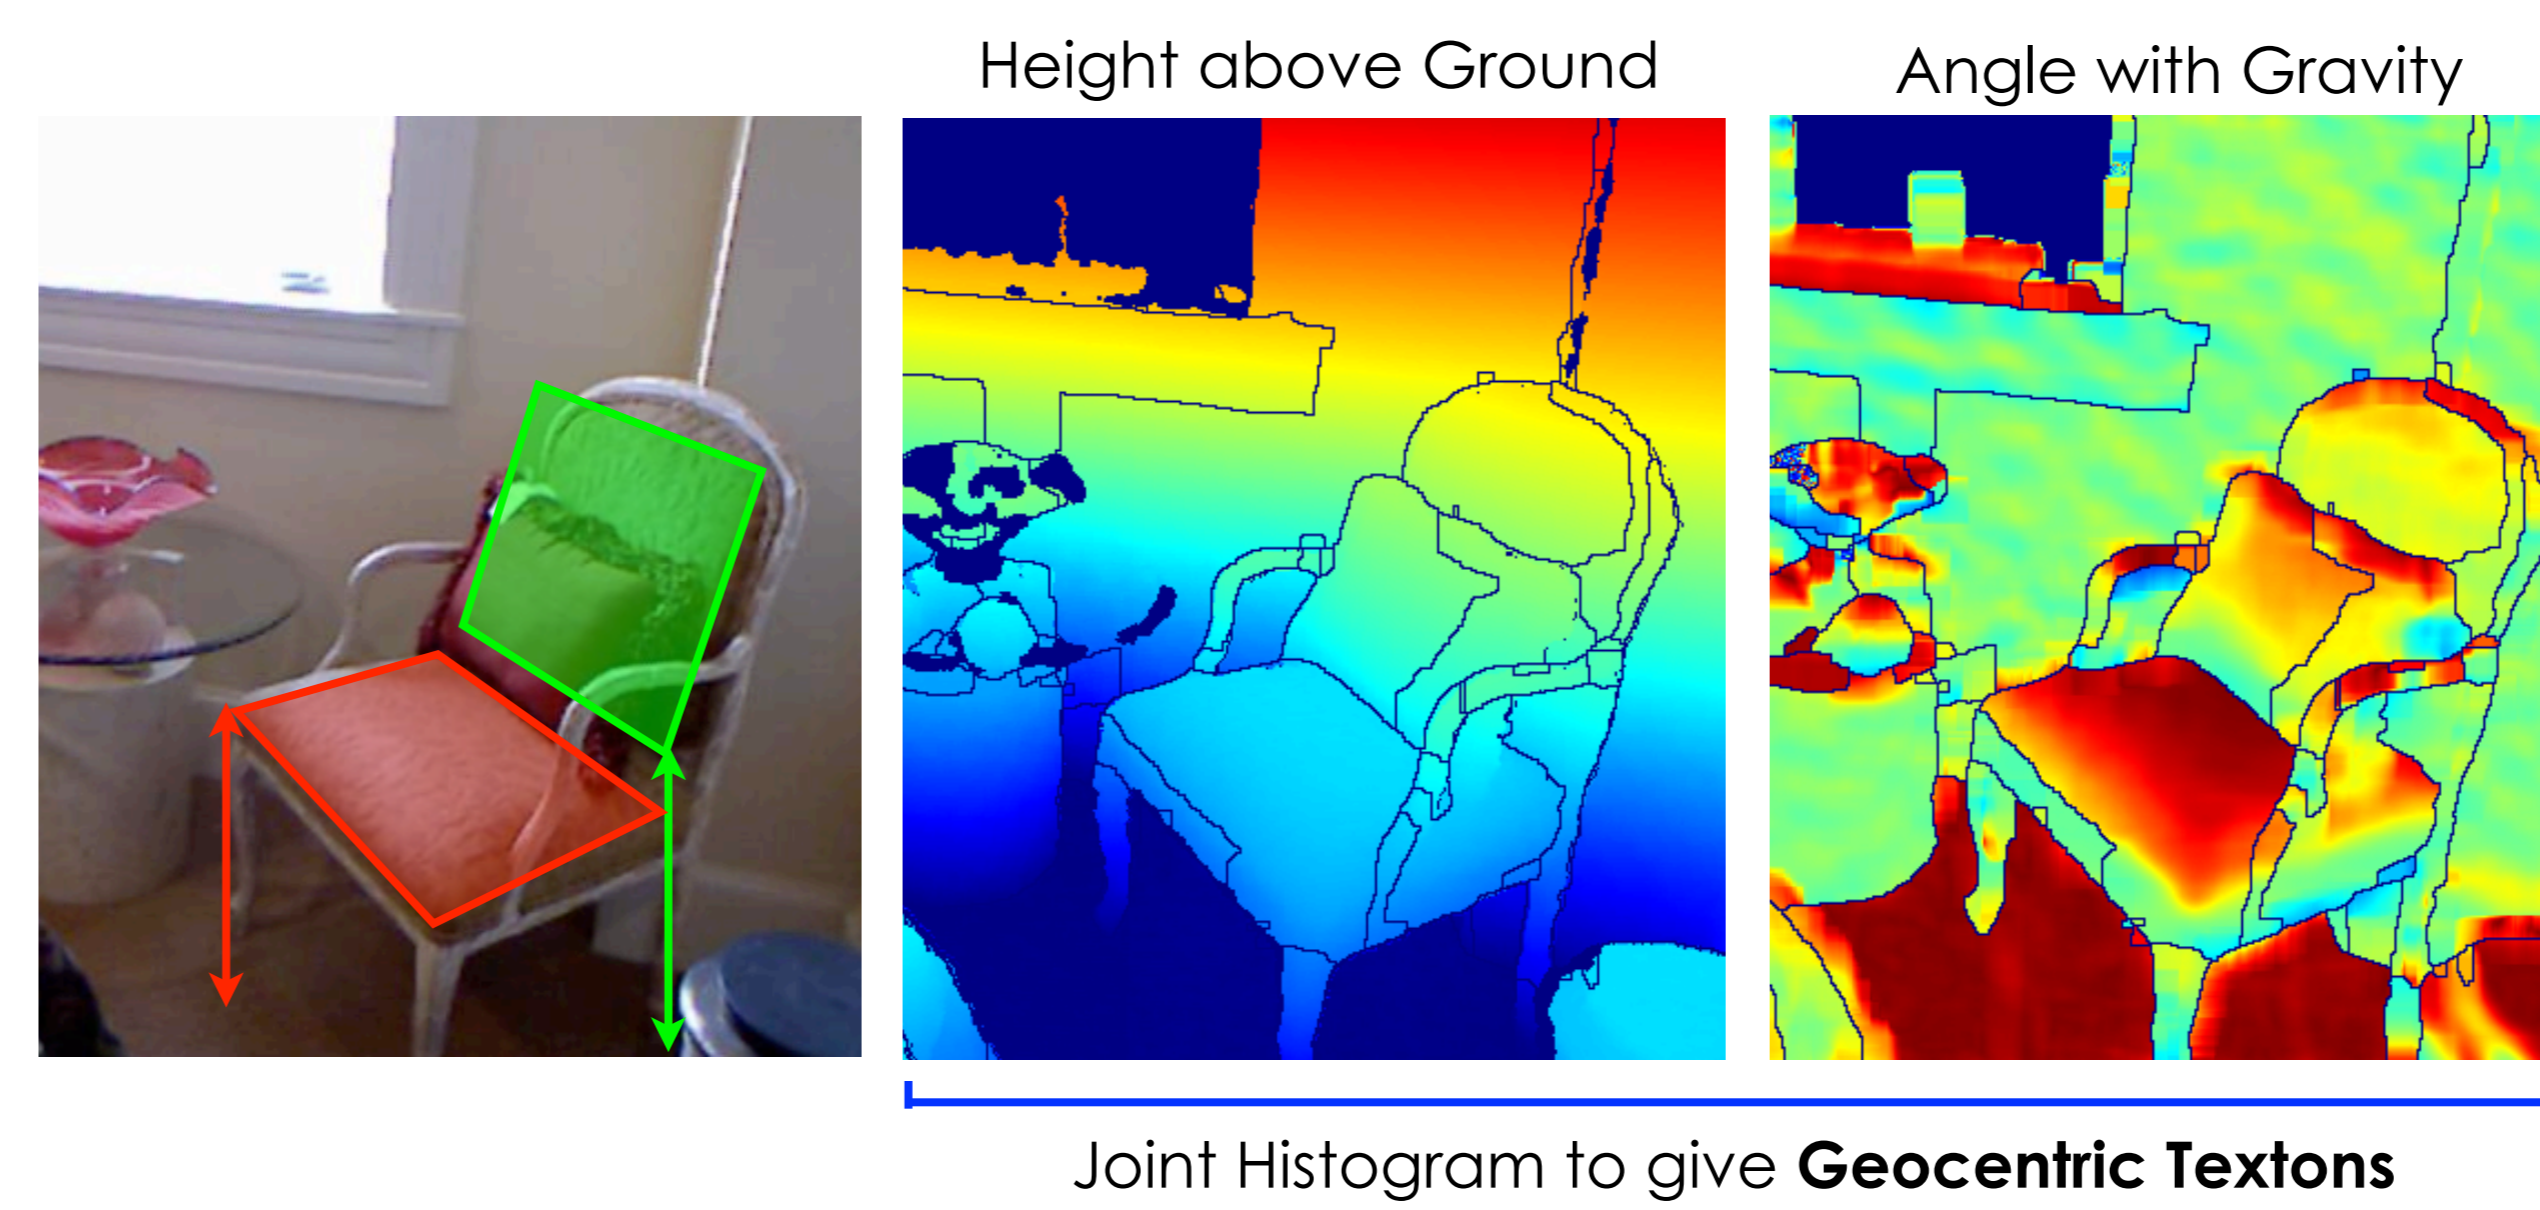 Height above Ground
Angle with Gravity
Joint Histogram to give Geocentric Textons